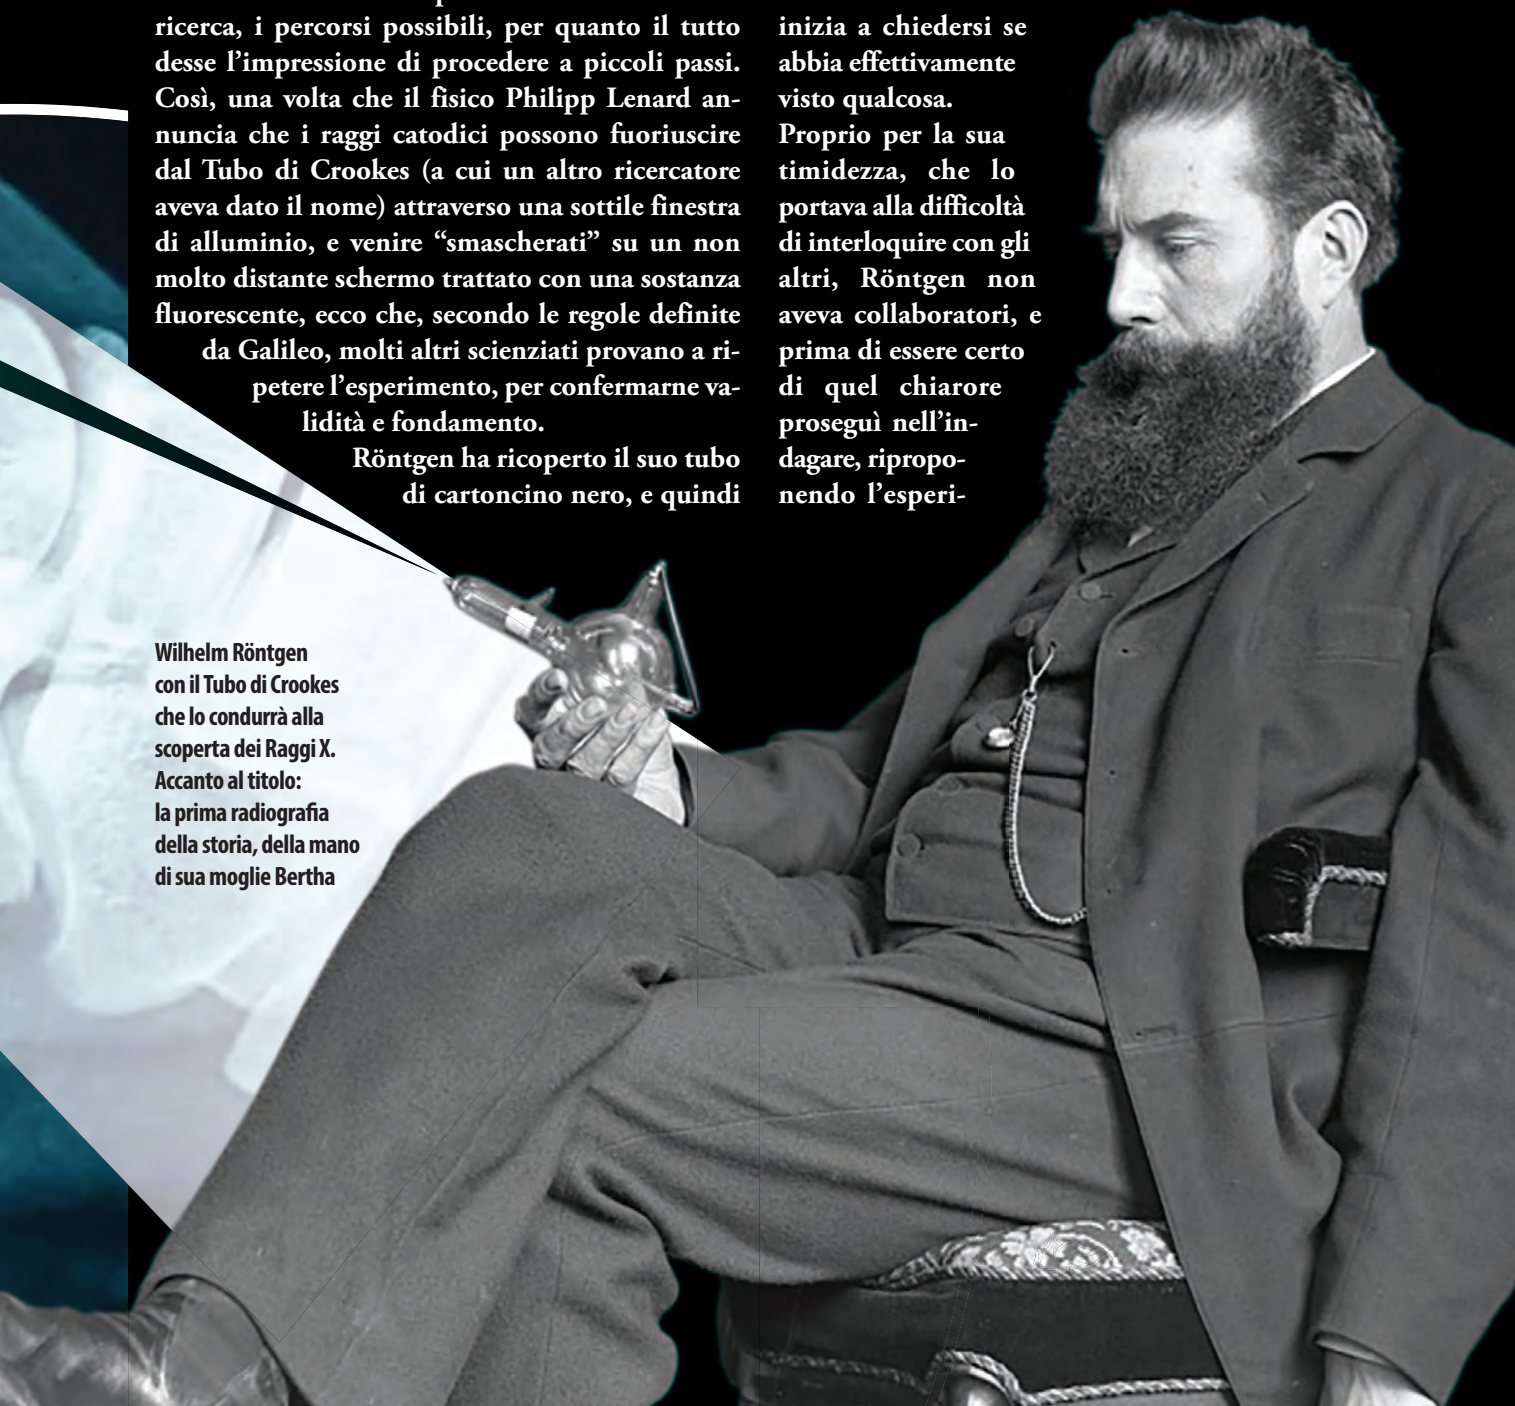 ricerca, i percorsi possibili, per quanto il tutto
desse l’impressione di procedere a piccoli passi.
Così, una volta che il fisico Philipp Lenard an-
nuncia che i raggi catodici possono fuoriuscire
dal Tubo di Crookes (a cui un altro ricercatore
aveva dato il nome) attraverso una sottile finestra
di alluminio, e venire “smascherati” su un non
molto distante schermo trattato con una sostanza
fluorescente, ecco che, secondo le regole definite
da Galileo, molti altri scienziati provano a ri-
petere l’esperimento, per confermarne va-
lidità e fondamento.
Röntgen ha ricoperto il suo tubo
di cartoncino nero, e quindi
inizia a chiedersi se
abbia effettivamente
visto qualcosa.
Proprio per la sua
timidezza, che lo
portava alla difficoltà
di interloquire con gli
altri, Röntgen non
aveva collaboratori, e
prima di essere certo
di quel chiarore
proseguì nell’in-
dagare, ripropo-
nendo l’esperi-
Wilhelm Röntgen
con il Tubo di Crookes
che lo condurrà alla
scoperta dei Raggi X.
Accanto al titolo:
la prima radiografia
della storia, della mano
di sua moglie Bertha